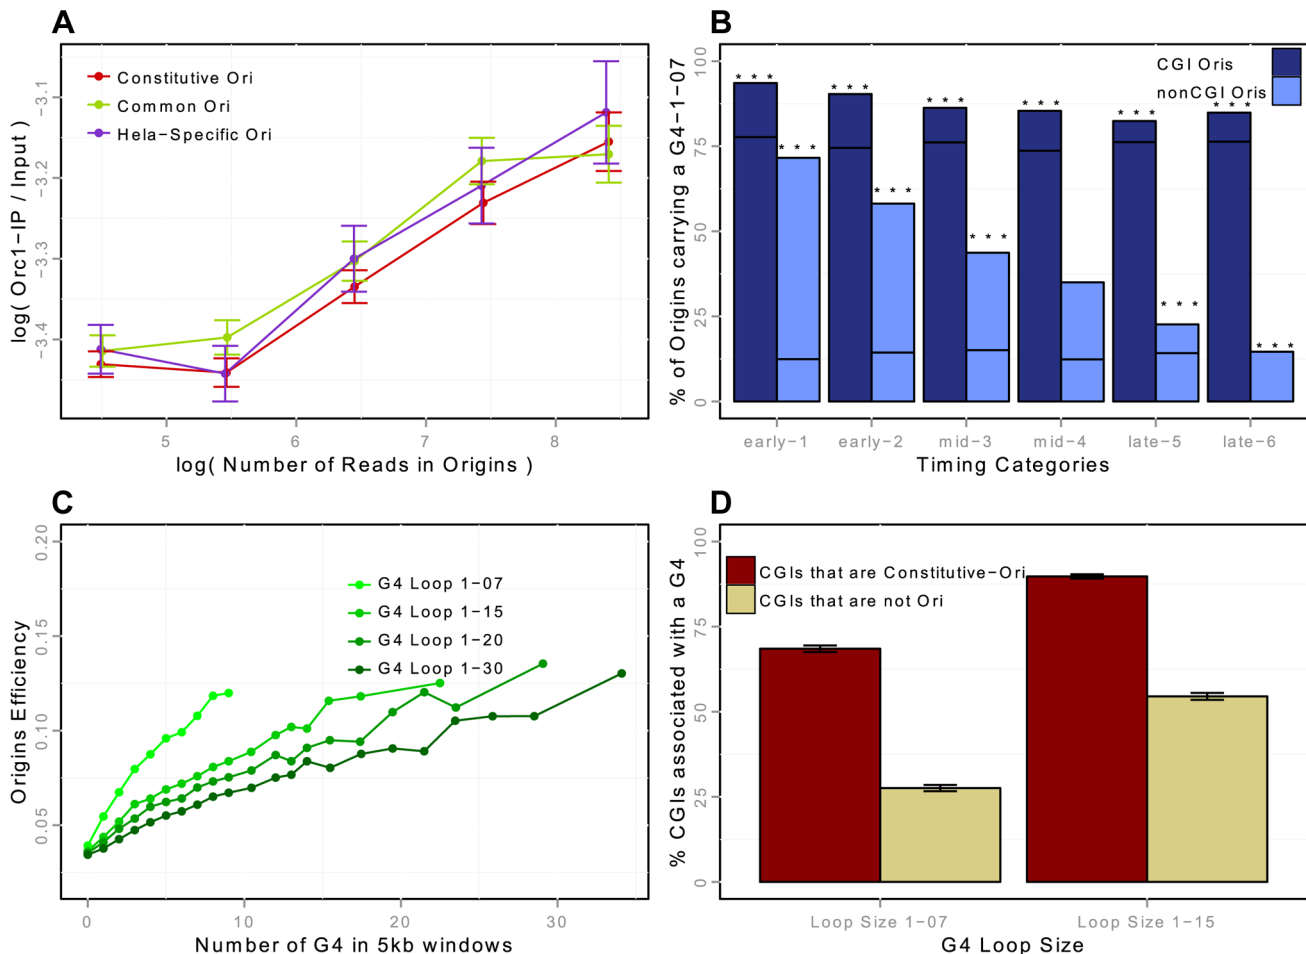 A
Constitutive Ori
Common Ori
Hela−Specific Ori
log( Orc1−IP / Input )
−3.1
−3.2
−3.3
−3.4
5 6 7 8
log( Number of Reads in Origins )
B
CGI Oris
nonCGI Oris
% of Origins carrying a G4−1−07
100
75
50
25
0
* * * * * * * * * * * * * * * * * *
* * * * * * * * * * * * * * *
early−1 early−2 mid−3 mid−4 late−5 late−6
Timing Categories
C
G4 Loop 1−07
G4 Loop 1−15
G4 Loop 1−20
G4 Loop 1−30
Origins Efficiency
0.20
0.15
0.10
0.05
0 10 20 30
Number of G4 in 5kb windows
D
CGIs that are Constitutive−Ori
CGIs that are not Ori
% CGIs associated with a G4
100
75
50
25
0
Loop Size 1−07 Loop Size 1−15
G4 Loop Size